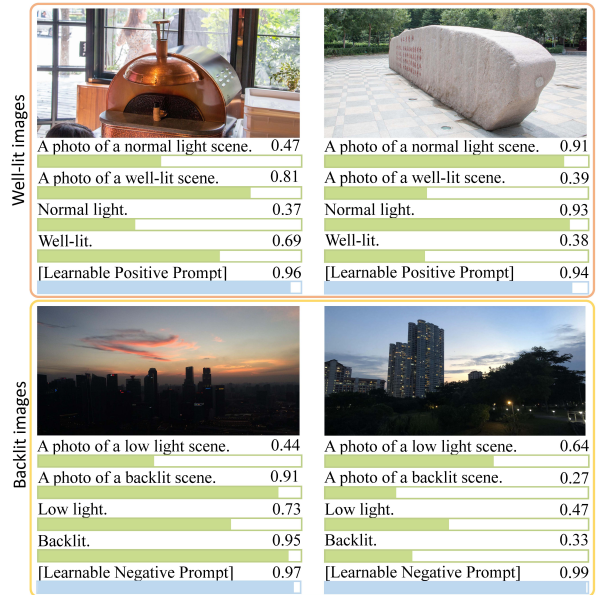 Well-lit images
A photo of a normal light scene. 0.47
A photo of a well-lit scene. 0.81
Normal light. 0.37
Well-lit. 0.69
[Learnable Positive Prompt] 0.96
A photo of a normal light scene. 0.91
A photo of a well-lit scene. 0.39
Normal light. 0.93
Well-lit. 0.38
[Learnable Positive Prompt] 0.94
Backlit images
A photo of a low light scene. 0.44
A photo of a backlit scene. 0.91
Low light. 0.73
Backlit. 0.95
[Learnable Negative Prompt] 0.97
A photo of a low light scene. 0.64
A photo of a backlit scene. 0.27
Low light. 0.47
Backlit. 0.33
[Learnable Negative Prompt] 0.99